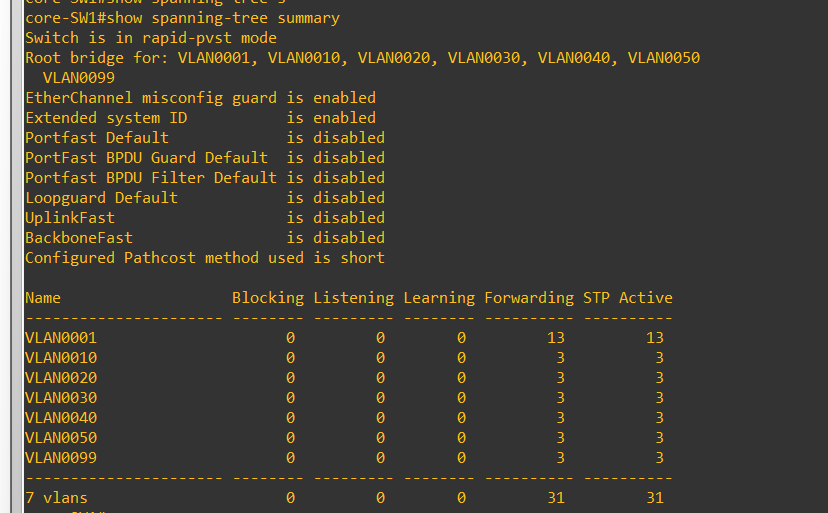 core-SW1#show spanning-tree s
core-SW1#show spanning-tree summary
Switch is in rapid-pvst mode
Root bridge for: VLAN0001, VLAN0010, VLAN0020, VLAN0030, VLAN0040, VLAN0050
  VLAN0099
EtherChannel misconfig guard is enabled
Extended system ID           is enabled
Portfast Default             is disabled
PortFast BPDU Guard Default  is disabled
Portfast BPDU Filter Default is disabled
Loopguard Default            is disabled
UplinkFast                   is disabled
BackboneFast                 is disabled
Configured Pathcost method used is short

Name                   Blocking Listening Learning Forwarding STP Active
---------------------- -------- --------- -------- ---------- ----------
VLAN0001                     0         0        0         13         13
VLAN0010                     0         0        0          3          3
VLAN0020                     0         0        0          3          3
VLAN0030                     0         0        0          3          3
VLAN0040                     0         0        0          3          3
VLAN0050                     0         0        0          3          3
VLAN0099                     0         0        0          3          3
---------------------- -------- --------- -------- ---------- ----------
7 vlans                      0         0        0         31         31